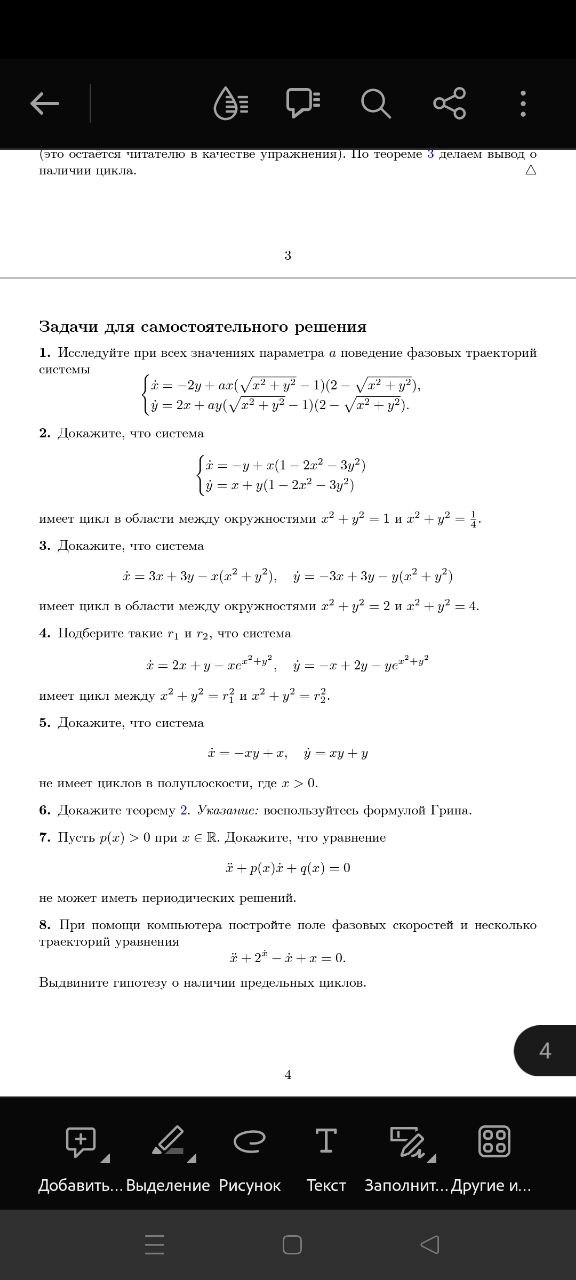 (это остается читателю в качестве упражнения). По теореме 3 делаем вывод о
наличии цикла. △
3
Задачи для самостоятельного решения
1. Исследуйте при всех значениях параметра a поведение фазовых траекторий
системы
{ẋ = −2y + ax(√(x² + y²) − 1)(2 − √(x² + y²)),
ẏ = 2x + ay(√(x² + y²) − 1)(2 − √(x² + y²)).
2. Докажите, что система
{ẋ = −y + x(1 − 2x² − 3y²)
ẏ = x + y(1 − 2x² − 3y²)
имеет цикл в области между окружностями x² + y² = 1 и x² + y² = 1/4.
3. Докажите, что система
ẋ = 3x + 3y − x(x² + y²), ẏ = −3x + 3y − y(x² + y²)
имеет цикл в области между окружностями x² + y² = 2 и x² + y² = 4.
4. Подберите такие r₁ и r₂, что система
ẋ = 2x + y − xe^(x²+y²), ẏ = −x + 2y − ye^(x²+y²)
имеет цикл между x² + y² = r₁² и x² + y² = r₂².
5. Докажите, что система
ẋ = −xy + x, ẏ = xy + y
не имеет циклов в полуплоскости, где x > 0.
6. Докажите теорему 2. Указание: воспользуйтесь формулой Грина.
7. Пусть p(x) > 0 при x ∈ ℝ. Докажите, что уравнение
ẍ + p(x)ẋ + q(x) = 0
не может иметь периодических решений.
8. При помощи компьютера постройте поле фазовых скоростей и несколько
траекторий уравнения
ẍ + 2^ẋ − ẋ + x = 0.
Выдвините гипотезу о наличии предельных циклов.
4
4
Добавить... Выделение Рисунок Текст Заполнит... Другие и...